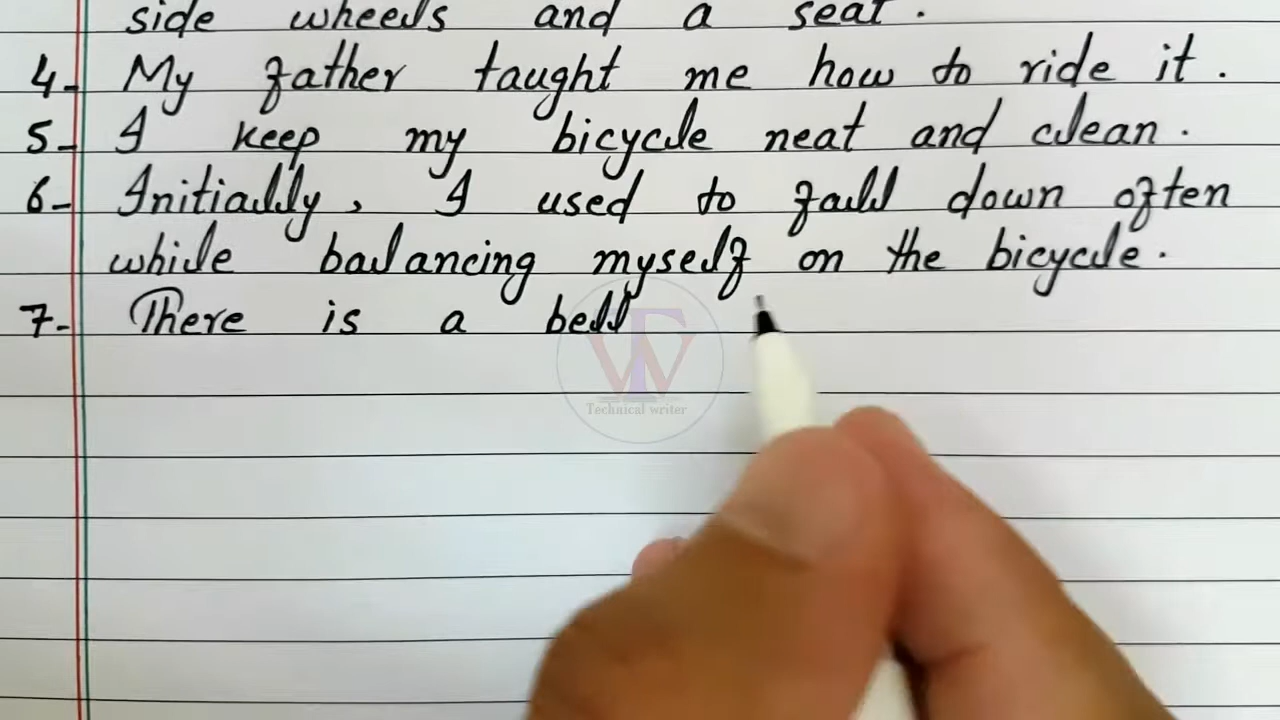 side wheels and a seat.
4- My father taught me how to ride it.
5- I keep my bicycle neat and clean.
6- Initially, I used to fall down often
while balancing myself on the bicycle.
7- There is a bell
TW
Technical writer